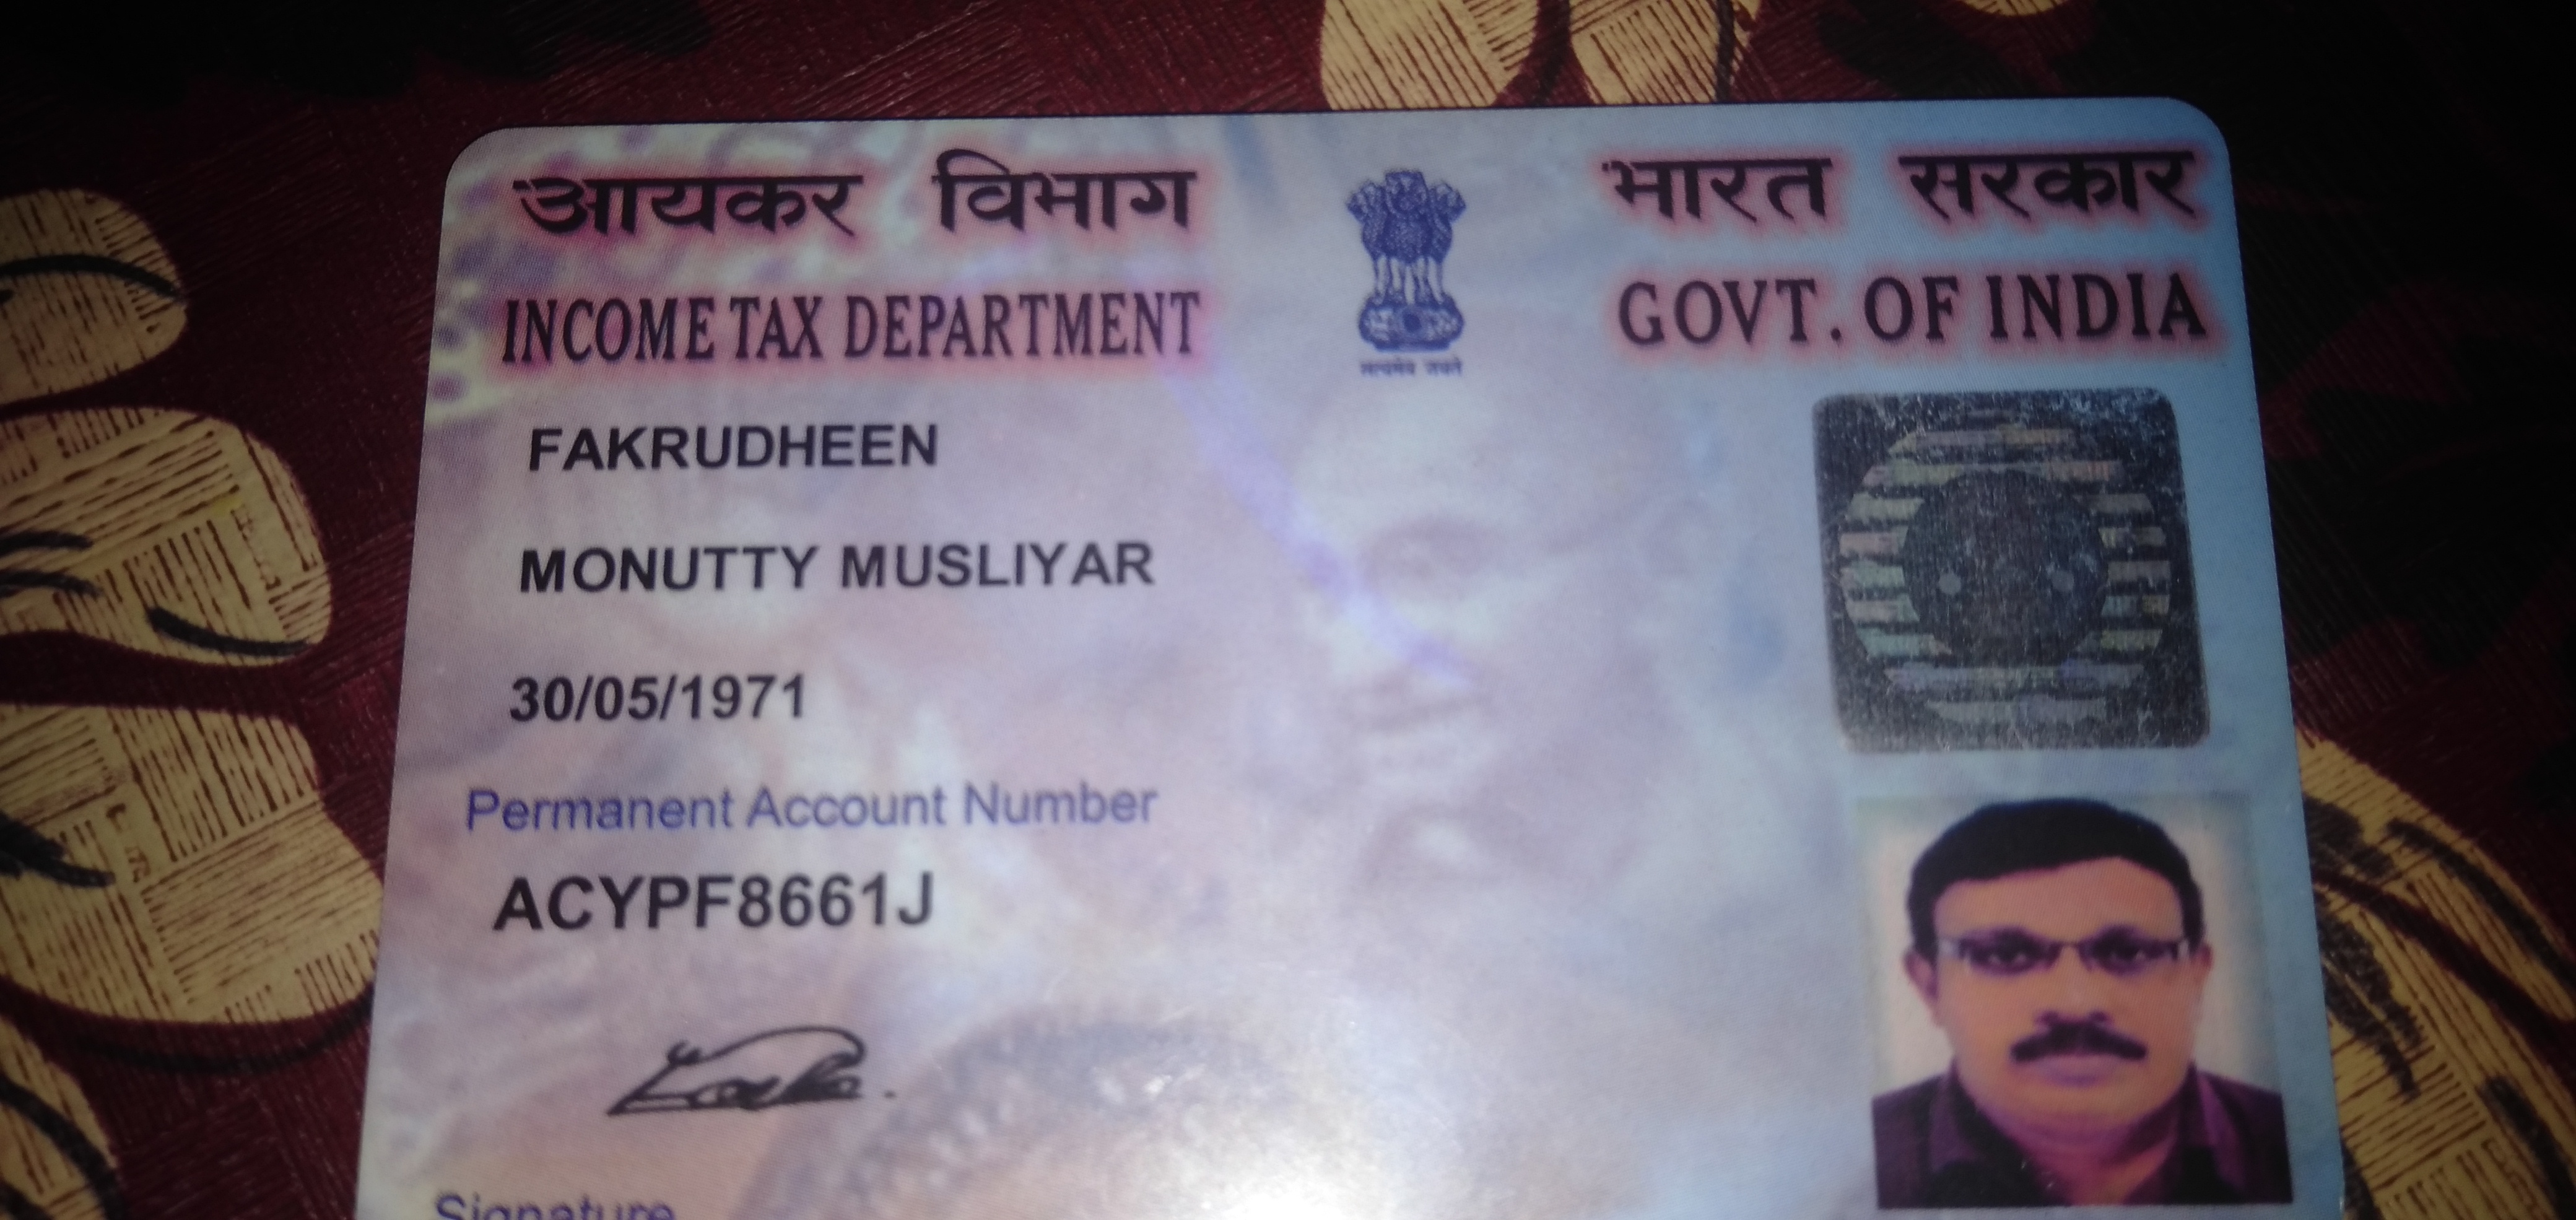 आयकर विभाग
भारत सरकार
INCOME TAX DEPARTMENT
GOVT. OF INDIA
सत्यमेव जयते
FAKRUDHEEN
MONUTTY MUSLIYAR
30/05/1971
Permanent Account Number
ACYPF8661J
Signature